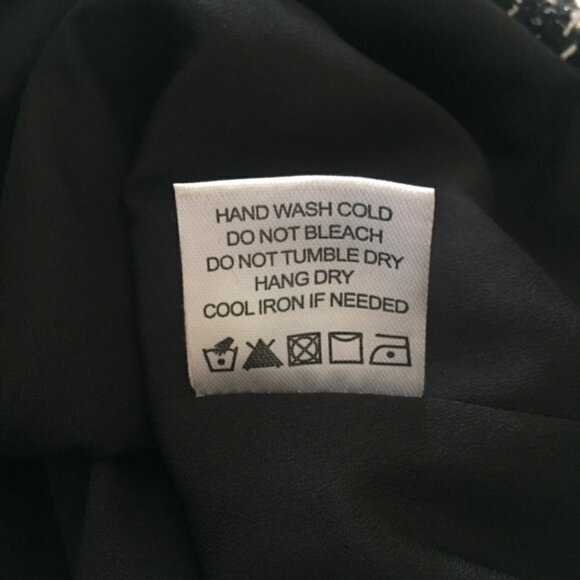 HAND WASH COLD
DO NOT BLEACH
DO NOT TUMBLE DRY
HANG DRY
COOL IRON IF NEEDED